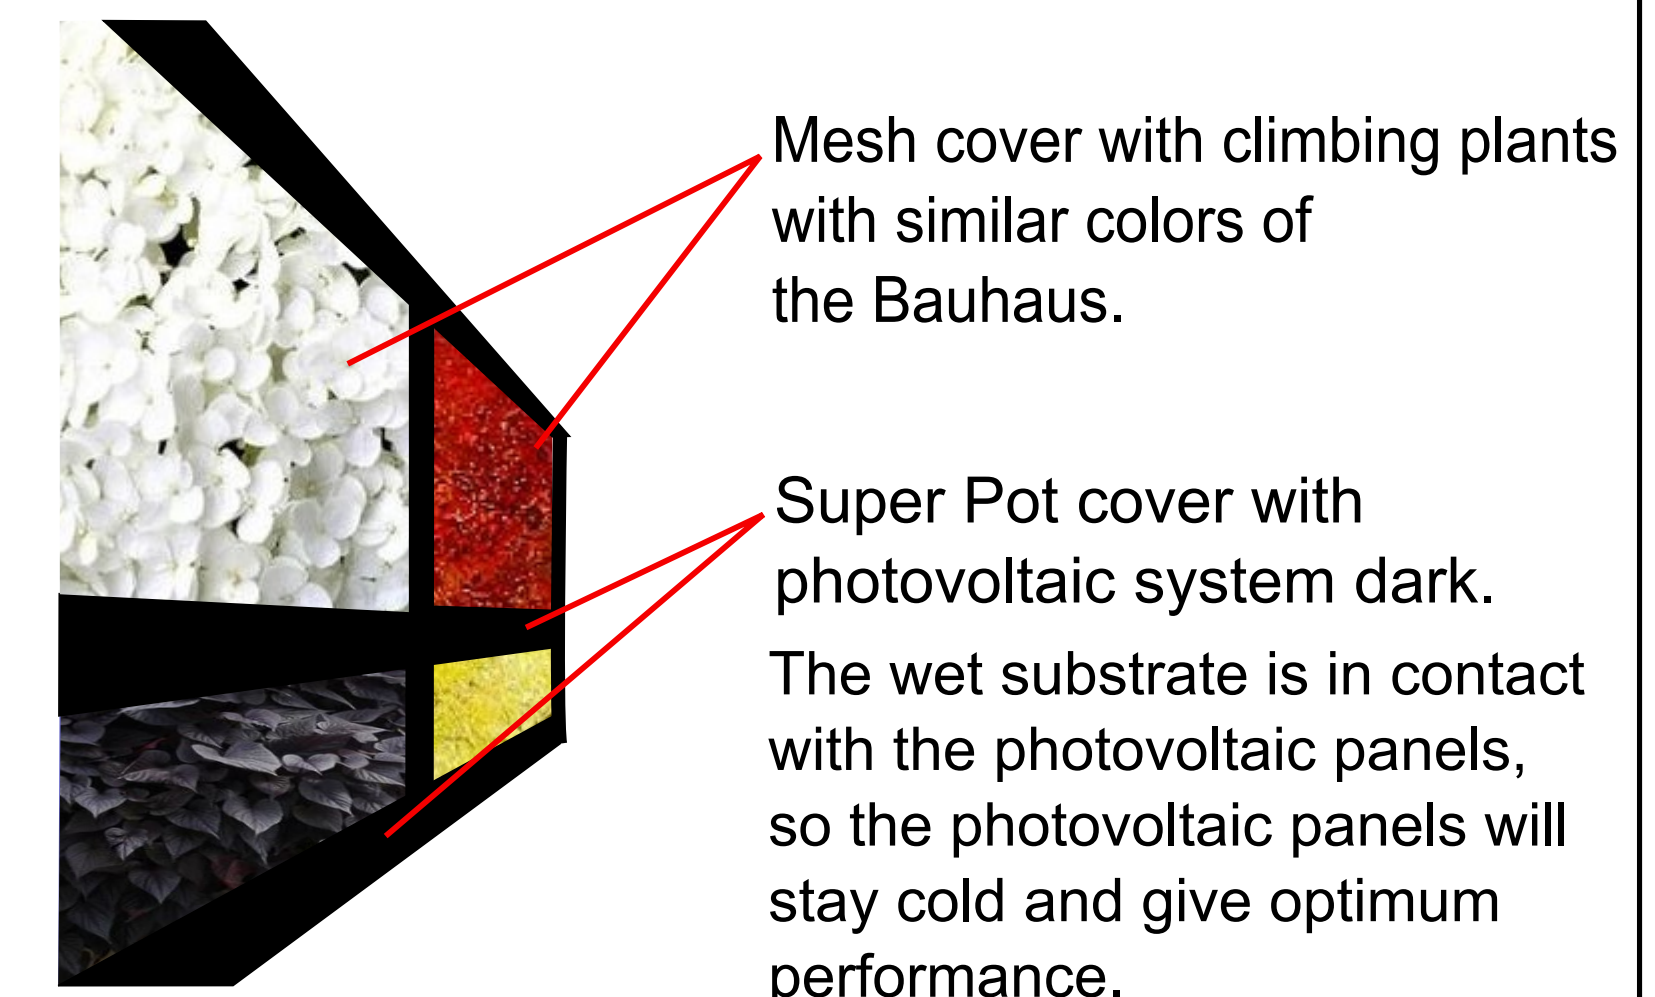 Mesh cover with climbing plants
with similar colors of
the Bauhaus.
Super Pot cover with
photovoltaic system dark.
The wet substrate is in contact
with the photovoltaic panels,
so the photovoltaic panels will
stay cold and give optimum
performance.